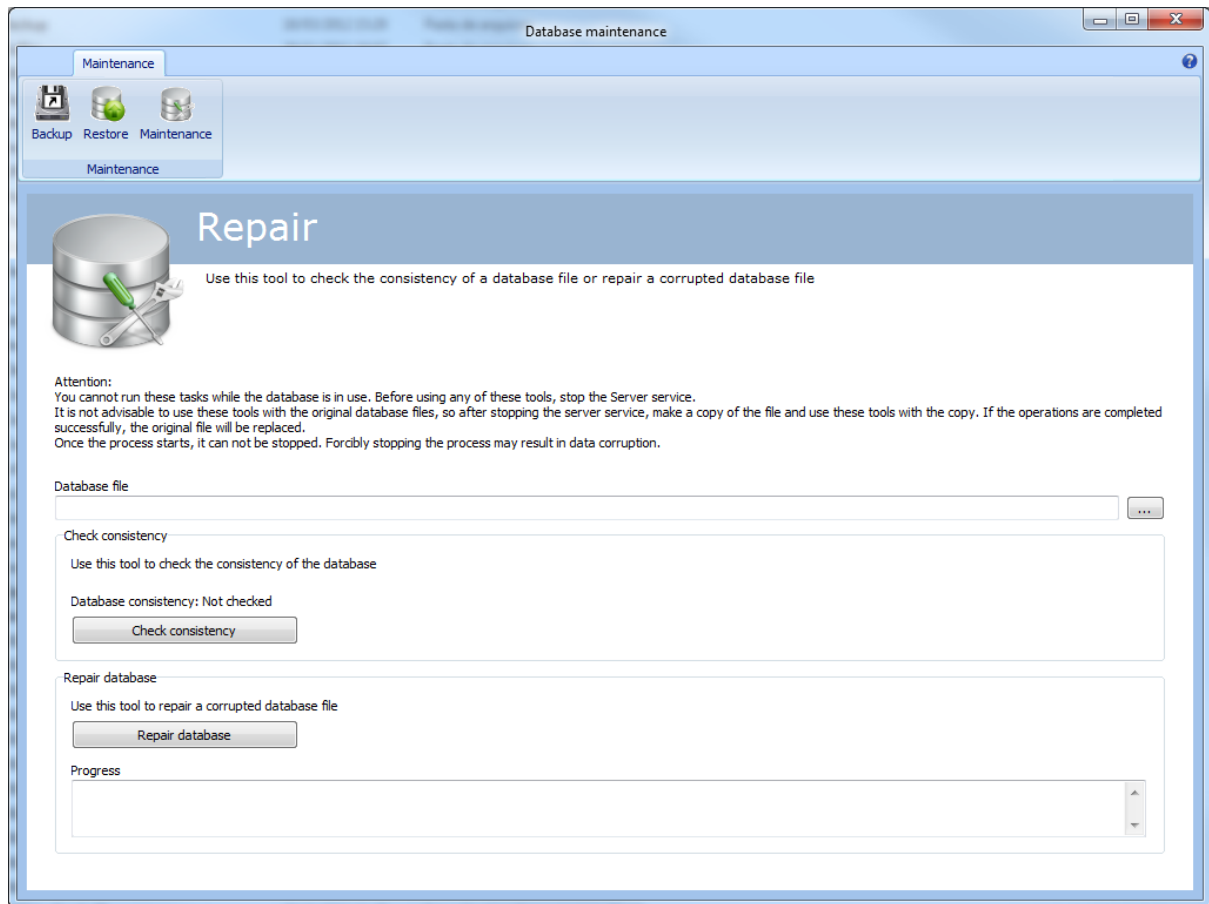 Database maintenance
Maintenance
Backup Restore Maintenance
Maintenance
Repair
Use this tool to check the consistency of a database file or repair a corrupted database file
Attention:
You cannot run these tasks while the database is in use. Before using any of these tools, stop the Server service.
It is not advisable to use these tools with the original database files, so after stopping the server service, make a copy of the file and use these tools with the copy. If the operations are completed
successfully, the original file will be replaced.
Once the process starts, it can not be stopped. Forcibly stopping the process may result in data corruption.
Database file
...
Check consistency
Use this tool to check the consistency of the database
Database consistency: Not checked
Check consistency
Repair database
Use this tool to repair a corrupted database file
Repair database
Progress